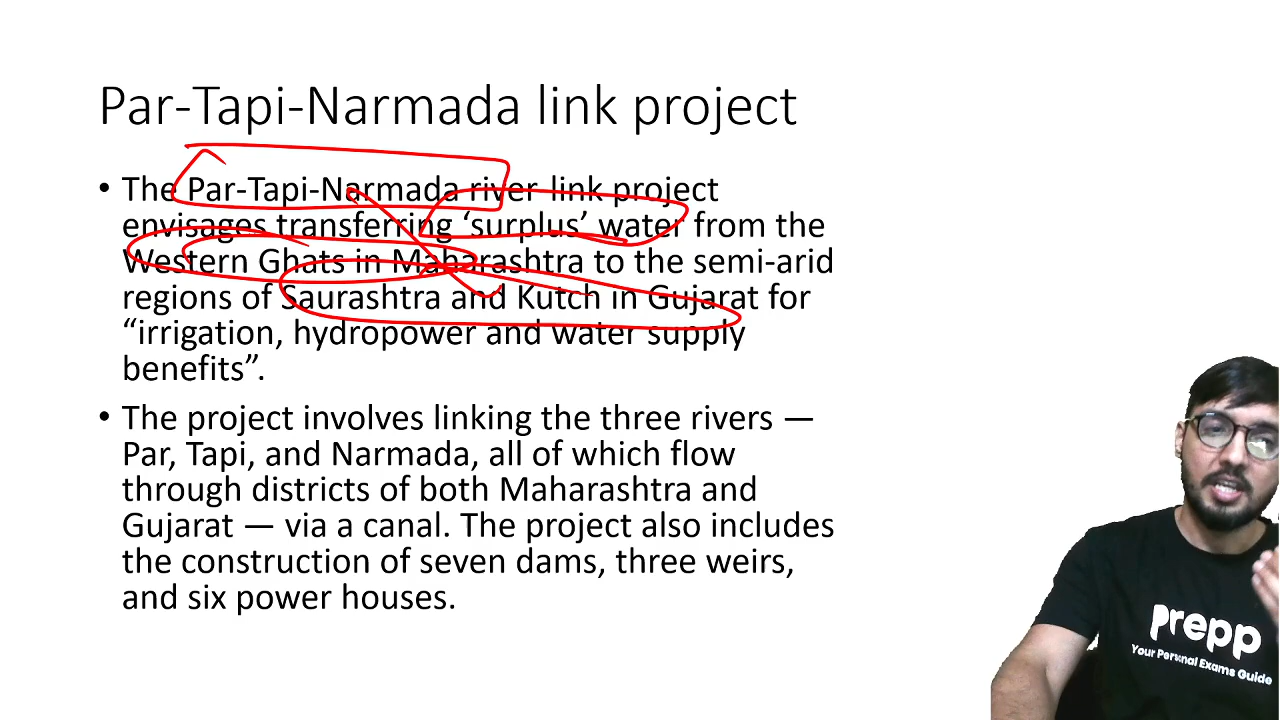 Par-Tapi-Narmada link project
• The Par-Tapi-Narmada river-link project
envisages transferring ‘surplus’ water from the
Western Ghats in Maharashtra to the semi-arid
regions of Saurashtra and Kutch in Gujarat for
“irrigation, hydropower and water supply
benefits”.
• The project involves linking the three rivers —
Par, Tapi, and Narmada, all of which flow
through districts of both Maharashtra and
Gujarat — via a canal. The project also includes
the construction of seven dams, three weirs,
and six power houses.
prepp
Your Personal Exams Guide